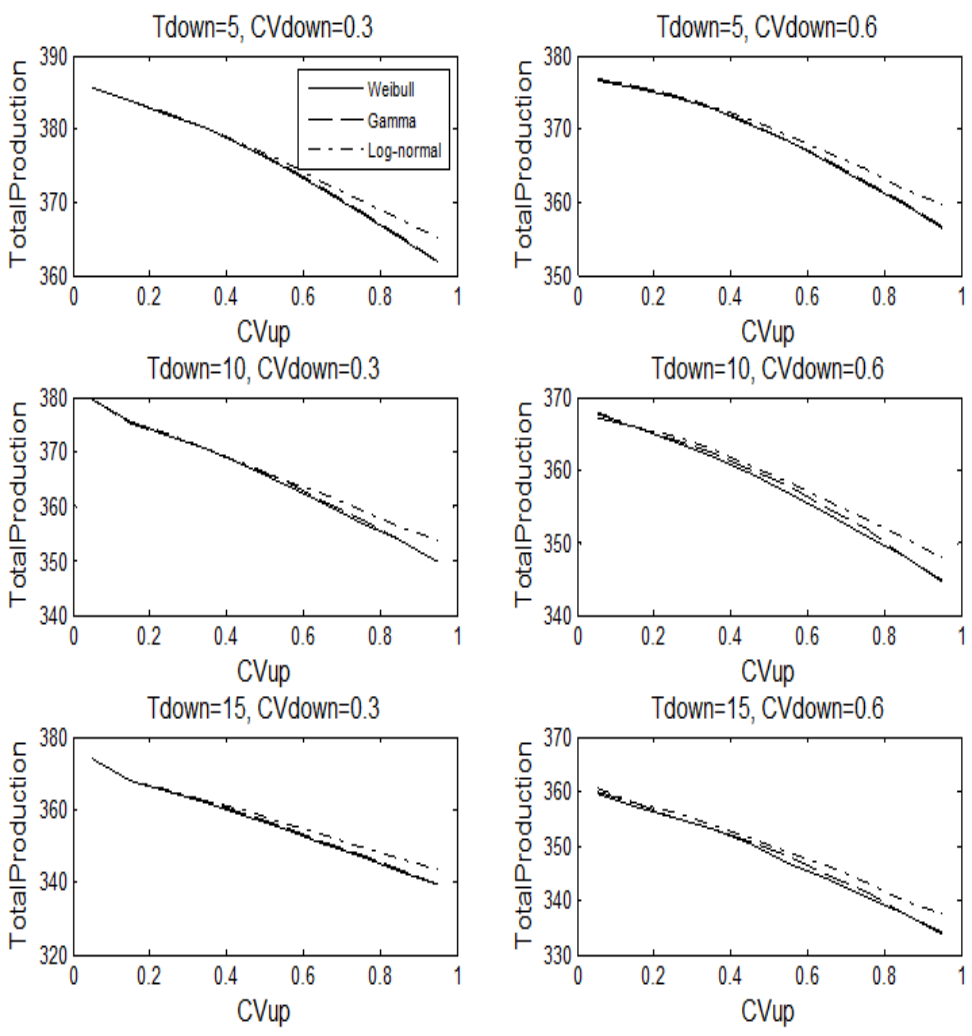 Tdown=5, CVdown=0.3
Tdown=5, CVdown=0.6
TotalProduction
390
380
370
360
0 0.2 0.4 0.6 0.8 1
CVup
Weibull
Gamma
Log-normal
TotalProduction
380
370
360
350
0 0.2 0.4 0.6 0.8 1
CVup
Tdown=10, CVdown=0.3
Tdown=10, CVdown=0.6
TotalProduction
380
370
360
350
340
0 0.2 0.4 0.6 0.8 1
CVup
TotalProduction
370
360
350
340
0 0.2 0.4 0.6 0.8 1
CVup
Tdown=15, CVdown=0.3
Tdown=15, CVdown=0.6
TotalProduction
380
360
340
320
0 0.2 0.4 0.6 0.8 1
CVup
TotalProduction
370
360
350
340
330
0 0.2 0.4 0.6 0.8 1
CVup